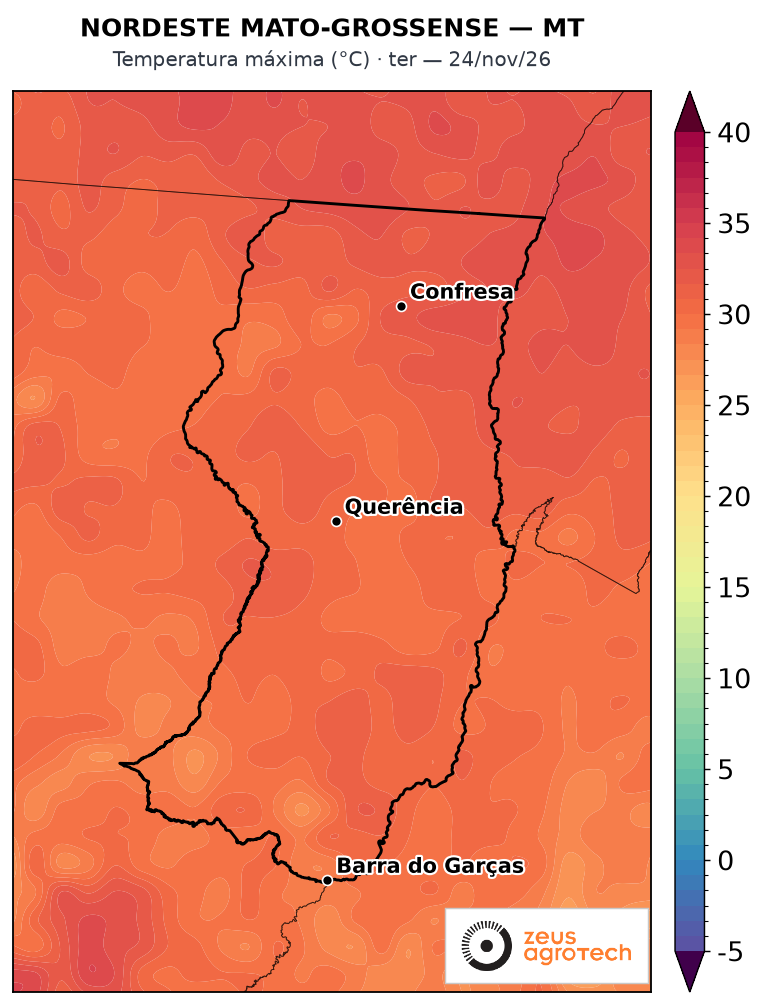 NORDESTE MATO-GROSSENSE — MT
Temperatura máxima (°C) · ter — 24/nov/26
40
35
30
25
20
15
10
5
0
-5
Confresa
Querência
Barra do Garças
zeus
agrotech